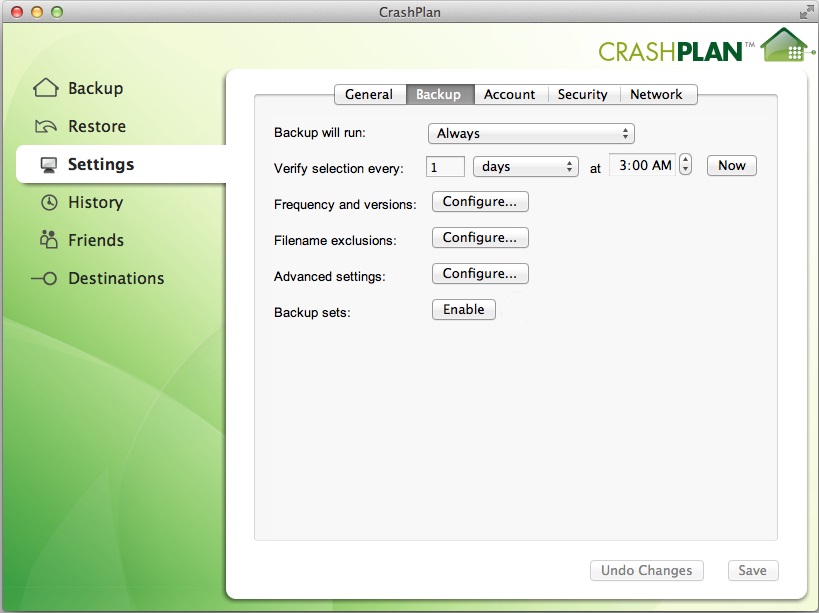 CrashPlan
CRASHPLAN™
Backup
Restore
Settings
History
Friends
Destinations
General Backup Account Security Network
Backup will run: Always
Verify selection every: 1 days at 3:00 AM Now
Frequency and versions: Configure...
Filename exclusions: Configure...
Advanced settings: Configure...
Backup sets: Enable
Undo Changes Save